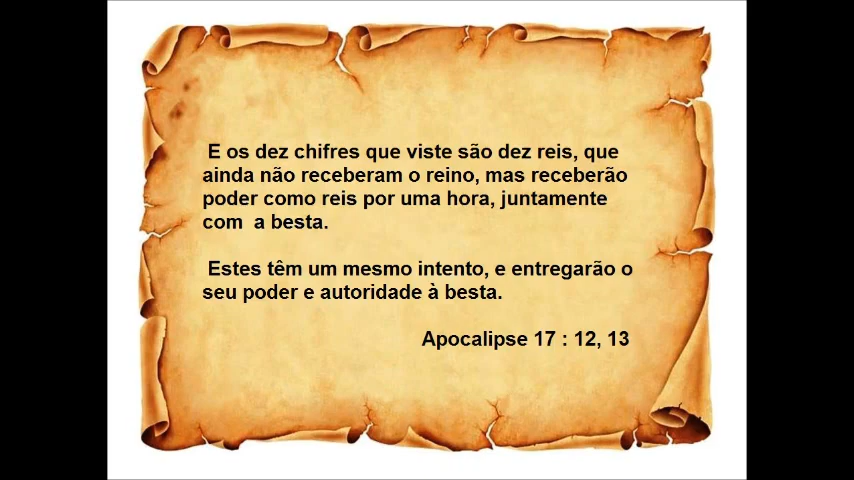 E os dez chifres que viste são dez reis, que
ainda não receberam o reino, mas receberão
poder como reis por uma hora, juntamente
com a besta.
Estes têm um mesmo intento, e entregarão o
seu poder e autoridade à besta.
Apocalipse 17 : 12, 13